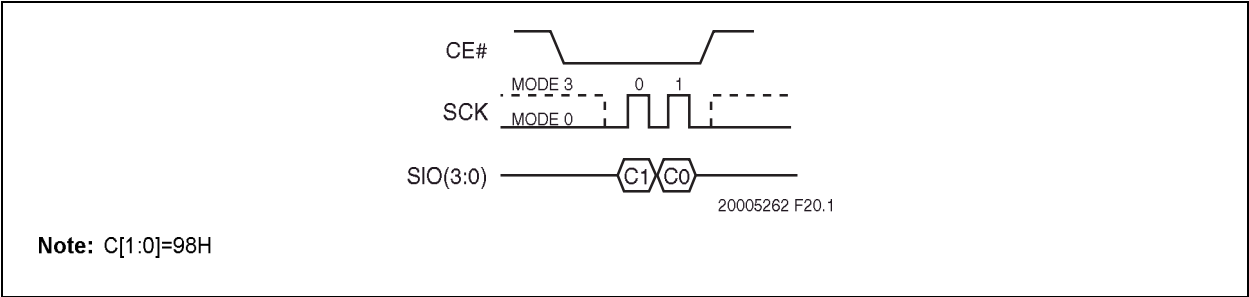 CE#
MODE 3 0 1
SCK
MODE 0
SIO(3:0) C1 C0
20005262 F20.1
Note: C[1:0]=98H